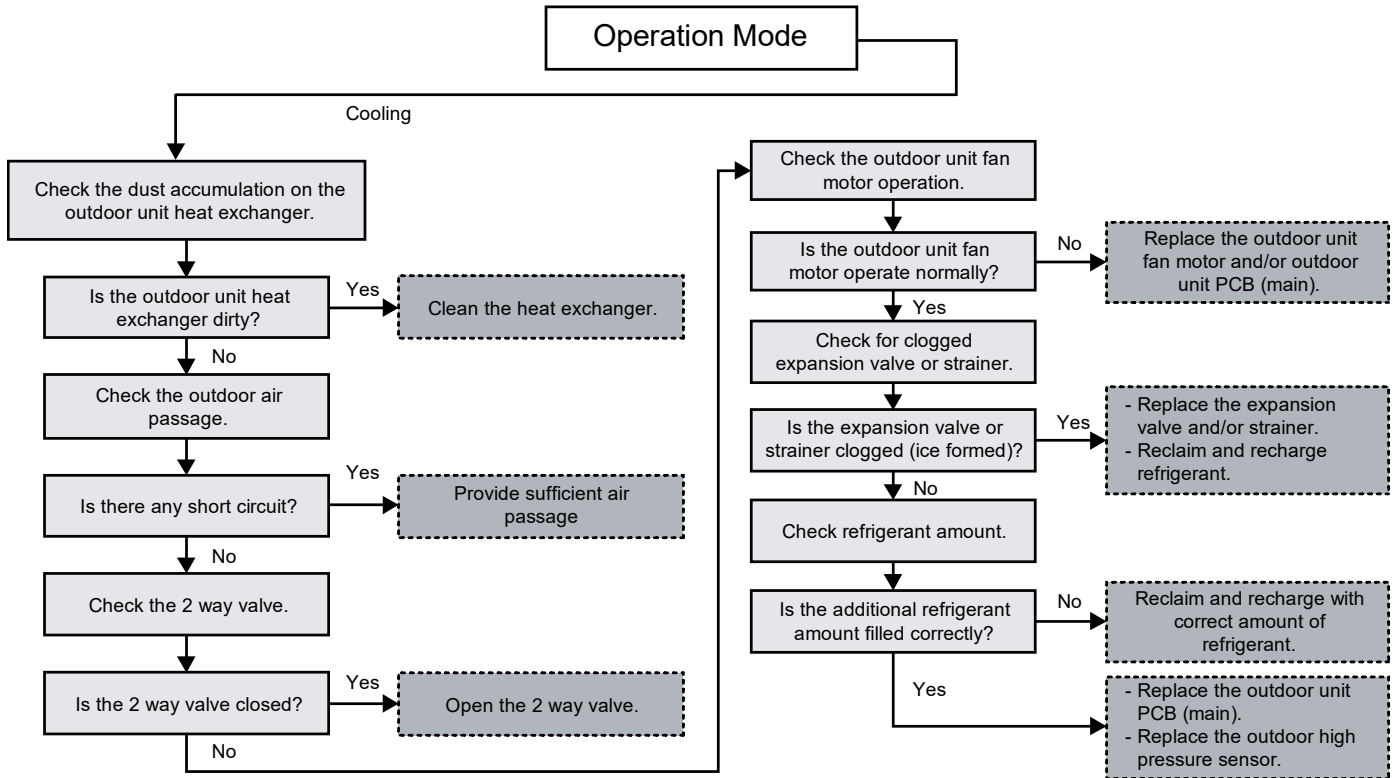 Operation Mode
Cooling
Check the dust accumulation on the
outdoor unit heat exchanger.
Is the outdoor unit heat
exchanger dirty?
Yes
Clean the heat exchanger.
No
Check the outdoor air
passage.
Is there any short circuit?
Yes
Provide sufficient air
passage
No
Check the 2 way valve.
Is the 2 way valve closed?
Yes
Open the 2 way valve.
No
Check the outdoor unit fan
motor operation.
Is the outdoor unit fan
motor operate normally?
No
Replace the outdoor unit
fan motor and/or outdoor
unit PCB (main).
Yes
Check for clogged
expansion valve or strainer.
Is the expansion valve or
strainer clogged (ice formed)?
Yes
- Replace the expansion
valve and/or strainer.
- Reclaim and recharge
refrigerant.
No
Check refrigerant amount.
Is the additional refrigerant
amount filled correctly?
No
Reclaim and recharge with
correct amount of
refrigerant.
Yes
- Replace the outdoor unit
PCB (main).
- Replace the outdoor high
pressure sensor.